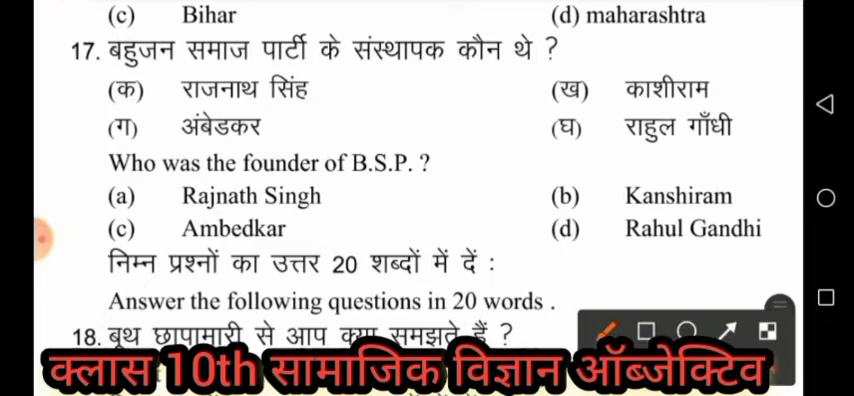 (c) Bihar (d) maharashtra
17. बहुजन समाज पार्टी के संस्थापक कौन थे ?
(क) राजनाथ सिंह (ख) काशीराम
(ग) अंबेडकर (घ) राहुल गाँधी
Who was the founder of B.S.P. ?
(a) Rajnath Singh (b) Kanshiram
(c) Ambedkar (d) Rahul Gandhi
निम्न प्रश्नों का उत्तर 20 शब्दों में दें :
Answer the following questions in 20 words .
18. बूथ छापामारी से आप क्या समझते हैं ?
क्लास 10th सामाजिक विज्ञान ऑब्जेक्टिव